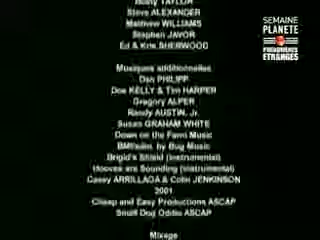 TAYLOR
Steve ALEXANDER
Matthew WILLIAMS
Stephen JAVOR
Ed & Kris SHERWOOD
Musiques additionnelles
Dan PHILIPP
Doe KELLY & Tim HARPER
Gregory ALPER
Randy AUSTIN, Jr.
Susan GRAHAM WHITE
Down on the Farm Music
BMI/adm. by Bug Music
Brigid's Shield (instrumental)
Hooves are Sounding (instrumental)
Casey ARRILLAGA & Colin JENKINSON
2001
Cheap and Easy Productions ASCAP
Small Dog Oddio ASCAP
Mixage
SEMAINE
PLANETE
PHENOMENES
ETRANGES